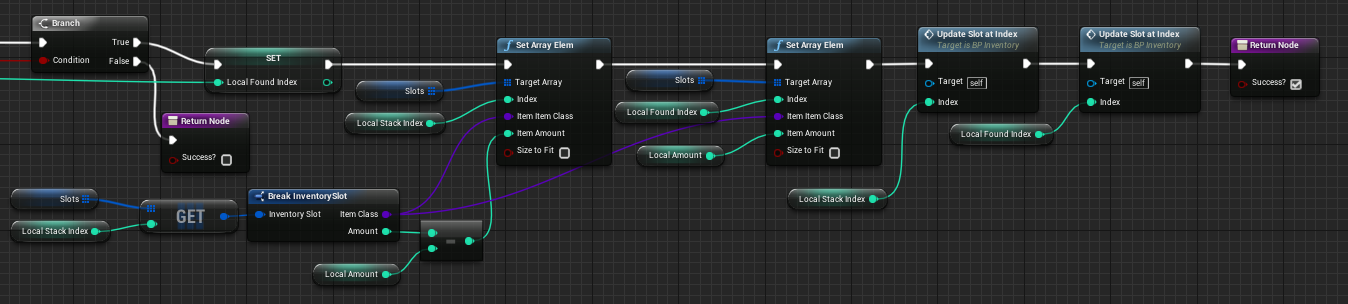 Branch
True
Condition
False
Return Node
Success?
SET
Local Found Index
Slots
Local Stack Index
GET
Break InventorySlot
Inventory Slot
Item Class
Amount
Local Amount
-
Slots
Local Stack Index
Set Array Elem
Target Array
Index
Item Item Class
Item Amount
Size to Fit
Slots
Local Found Index
Local Amount
Set Array Elem
Target Array
Index
Item Item Class
Item Amount
Size to Fit
Local Stack Index
Update Slot at Index
Target is BP Inventory
Target self
Index
Local Found Index
Update Slot at Index
Target is BP Inventory
Target self
Index
Return Node
Success?